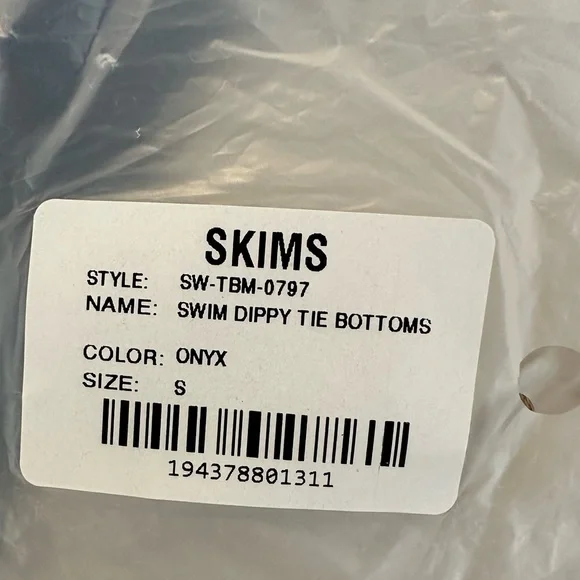 SKIMS
STYLE: SW-TBM-0797
NAME: SWIM DIPPY TIE BOTTOMS
COLOR: ONYX
SIZE: S
194378801311